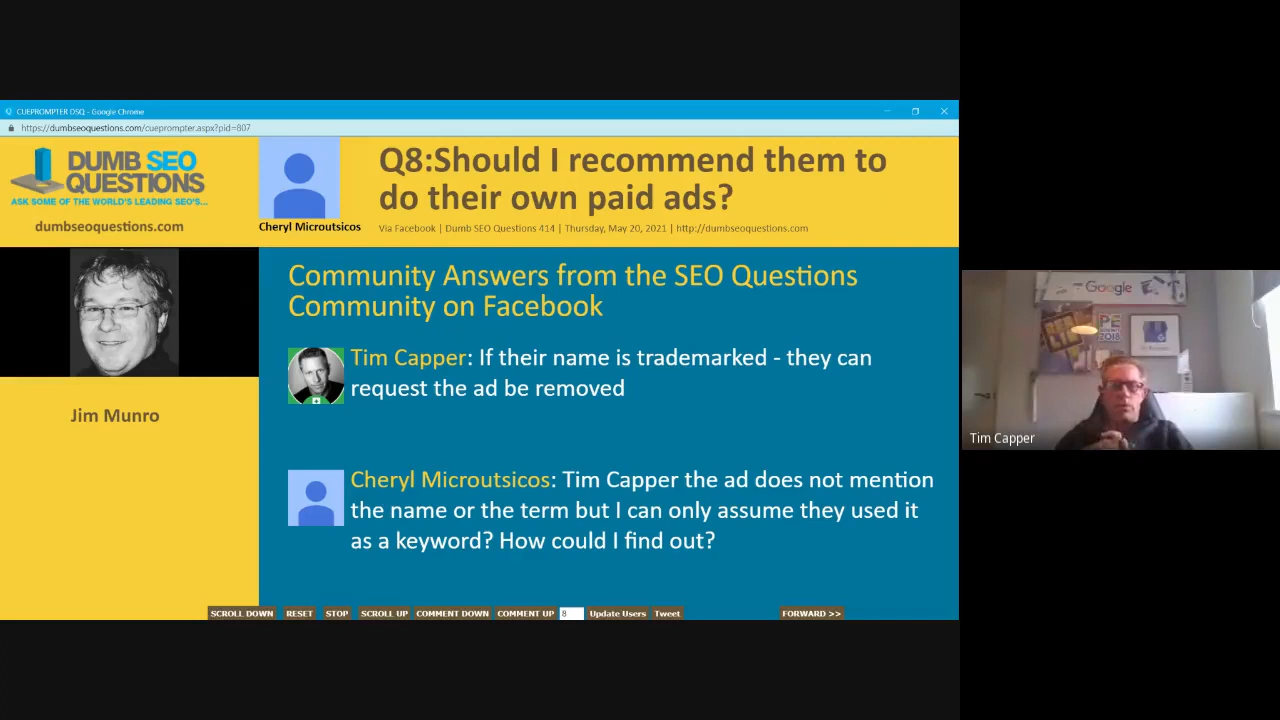 CUEPROMPTER DSQ - Google Chrome
https://dumbseoquestions.com/cueprompter.aspx?pid=807
DUMB SEO
QUESTIONS
ASK SOME OF THE WORLD'S LEADING SEO'S...
dumbseoquestions.com
Cheryl Microutsicos
Q8:Should I recommend them to
do their own paid ads?
Via Facebook | Dumb SEO Questions 414 | Thursday, May 20, 2021 | http://dumbseoquestions.com
Jim Munro
Community Answers from the SEO Questions
Community on Facebook
Tim Capper: If their name is trademarked - they can
request the ad be removed
Cheryl Microutsicos: Tim Capper the ad does not mention
the name or the term but I can only assume they used it
as a keyword? How could I find out?
SCROLL DOWN RESET STOP SCROLL UP COMMENT DOWN COMMENT UP 8 Update Users Tweet FORWARD >>
Google
2018
Tim Capper